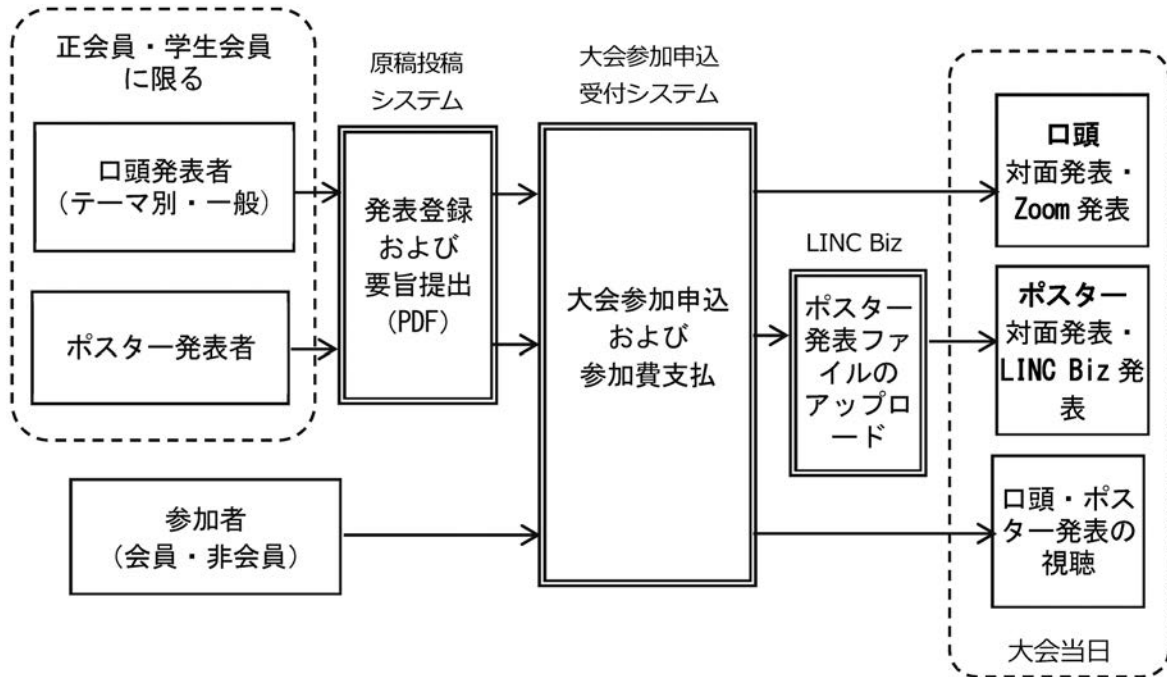 正会員・学生会員
に限る
口頭発表者
(テーマ別・一般)
ポスター発表者
参加者
(会員・非会員)
原稿投稿
システム
発表登録
および
要旨提出
(PDF)
大会参加申込
受付システム
大会参加申込
および
参加費支払
LINC Biz
ポスター
発表ファ
イルの
アップロ
ード
口頭
対面発表・
Zoom 発表
ポスター
対面発表・
LINC Biz 発
表
口頭・ポス
ター発表の
視聴
大会当日